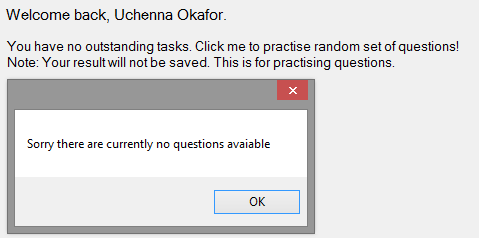 Welcome back, Uchenna Okafor.
You have no outstanding tasks. Click me to practise random set of questions!
Note: Your result will not be saved. This is for practising questions.
Sorry there are currently no questions avaiable
OK